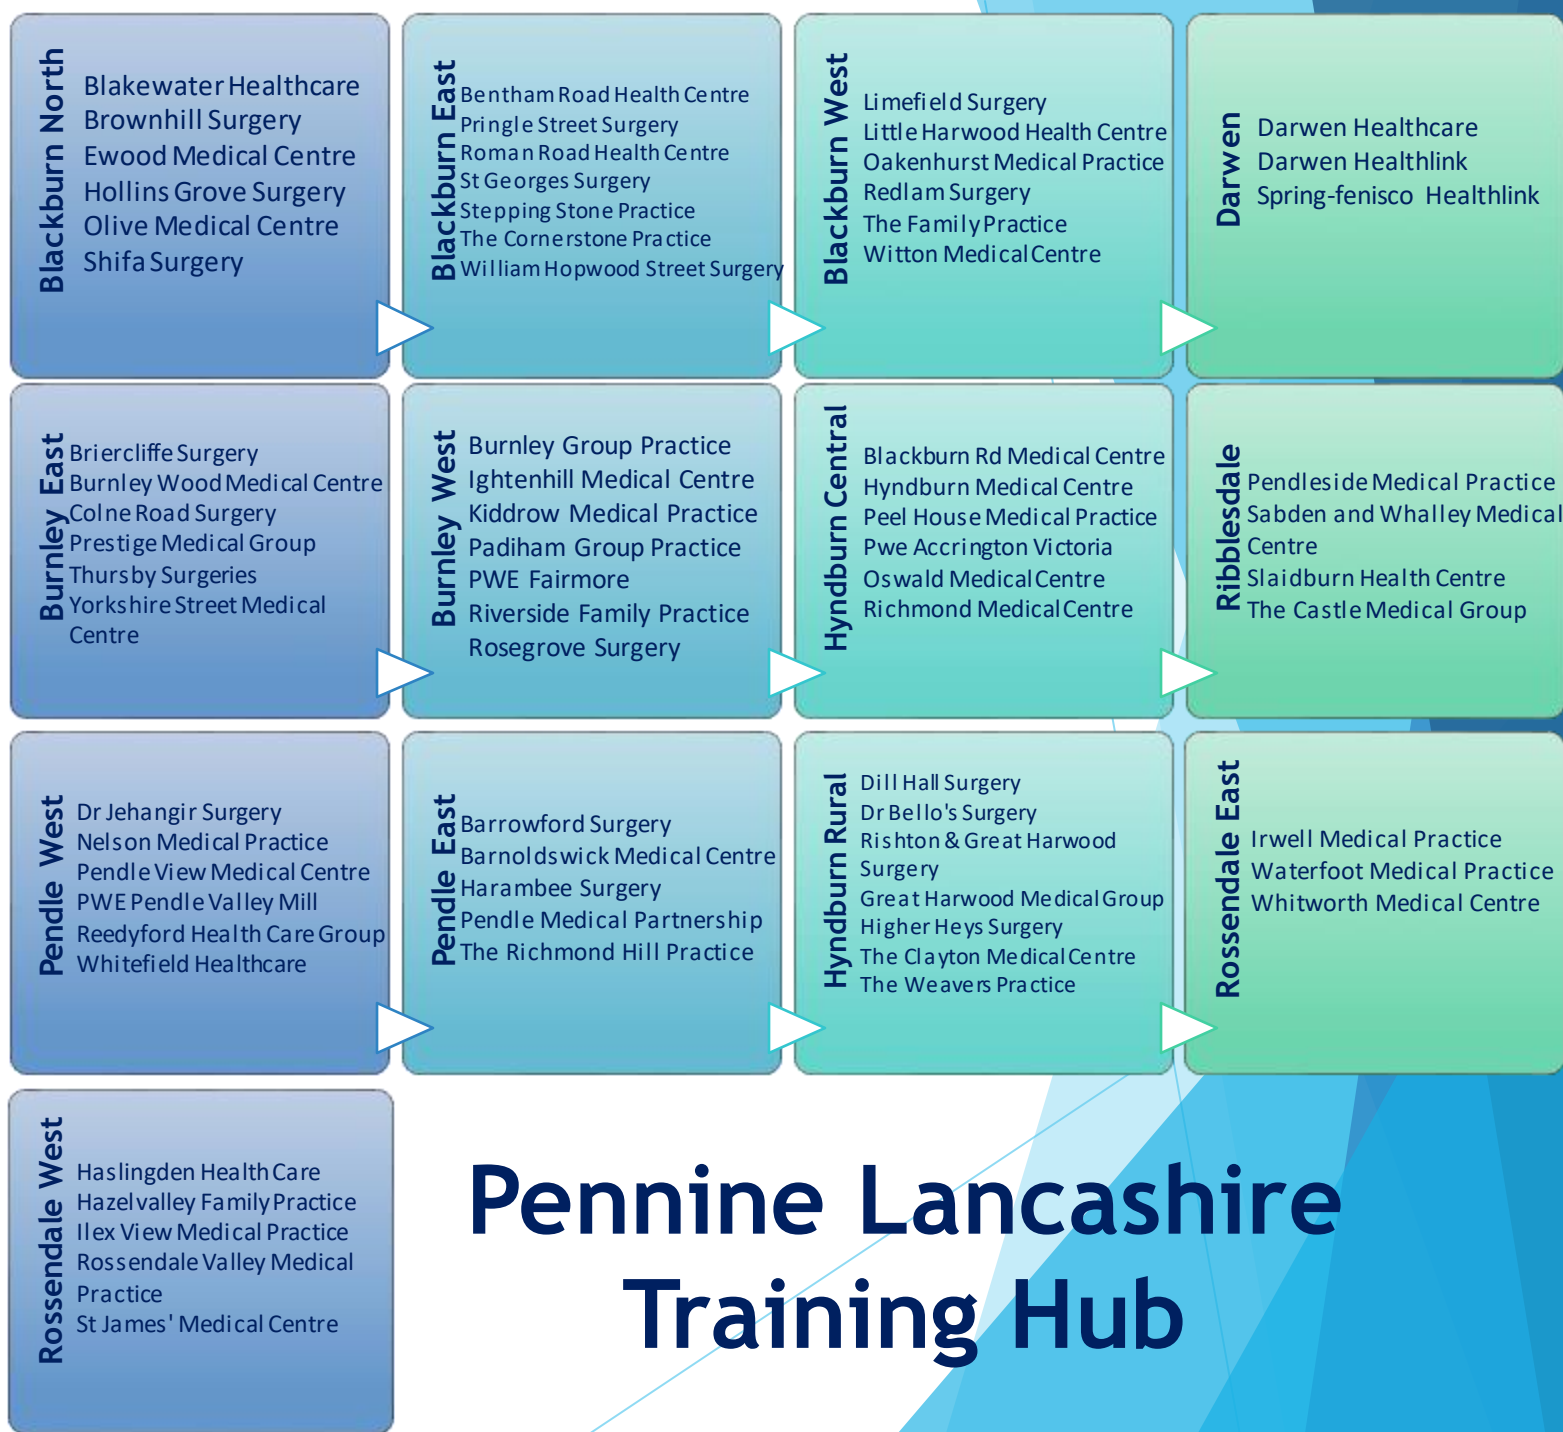 Blackburn North
Blakewater Healthcare
Brownhill Surgery
Ewood Medical Centre
Hollins Grove Surgery
Olive Medical Centre
Shifa Surgery
Blackburn East
Bentham Road Health Centre
Pringle Street Surgery
Roman Road Health Centre
St Georges Surgery
Stepping Stone Practice
The Cornerstone Practice
William Hopwood Street Surgery
Blackburn West
Limefield Surgery
Little Harwood Health Centre
Oakenhurst Medical Practice
Redlam Surgery
The Family Practice
Witton Medical Centre
Darwen
Darwen Healthcare
Darwen Healthlink
Spring-fenisco Healthlink
Burnley East
Briercliffe Surgery
Burnley Wood Medical Centre
Colne Road Surgery
Prestige Medical Group
Thursby Surgeries
Yorkshire Street Medical
Centre
Burnley West
Burnley Group Practice
Ightenhill Medical Centre
Kiddrow Medical Practice
Padiham Group Practice
PWE Fairmore
Riverside Family Practice
Rosegrove Surgery
Hyndburn Central
Blackburn Rd Medical Centre
Hyndburn Medical Centre
Peel House Medical Practice
Pwe Accrington Victoria
Oswald Medical Centre
Richmond Medical Centre
Ribblesdale
Pendleside Medical Practice
Sabden and Whalley Medical
Centre
Slaidburn Health Centre
The Castle Medical Group
Pendle West
Dr Jehangir Surgery
Nelson Medical Practice
Pendle View Medical Centre
PWE Pendle Valley Mill
Reedyford Health Care Group
Whitefield Healthcare
Pendle East
Barrowford Surgery
Barnoldswick Medical Centre
Harambee Surgery
Pendle Medical Partnership
The Richmond Hill Practice
Hyndburn Rural
Dill Hall Surgery
Dr Bello's Surgery
Rishton & Great Harwood
Surgery
Great Harwood Medical Group
Higher Heys Surgery
The Clayton Medical Centre
The Weavers Practice
Rossendale East
Irwell Medical Practice
Waterfoot Medical Practice
Whitworth Medical Centre
Rossendale West
Haslingden Health Care
Hazelvalley Family Practice
Ilex View Medical Practice
Rossendale Valley Medical
Practice
St James' Medical Centre
Pennine Lancashire
Training Hub